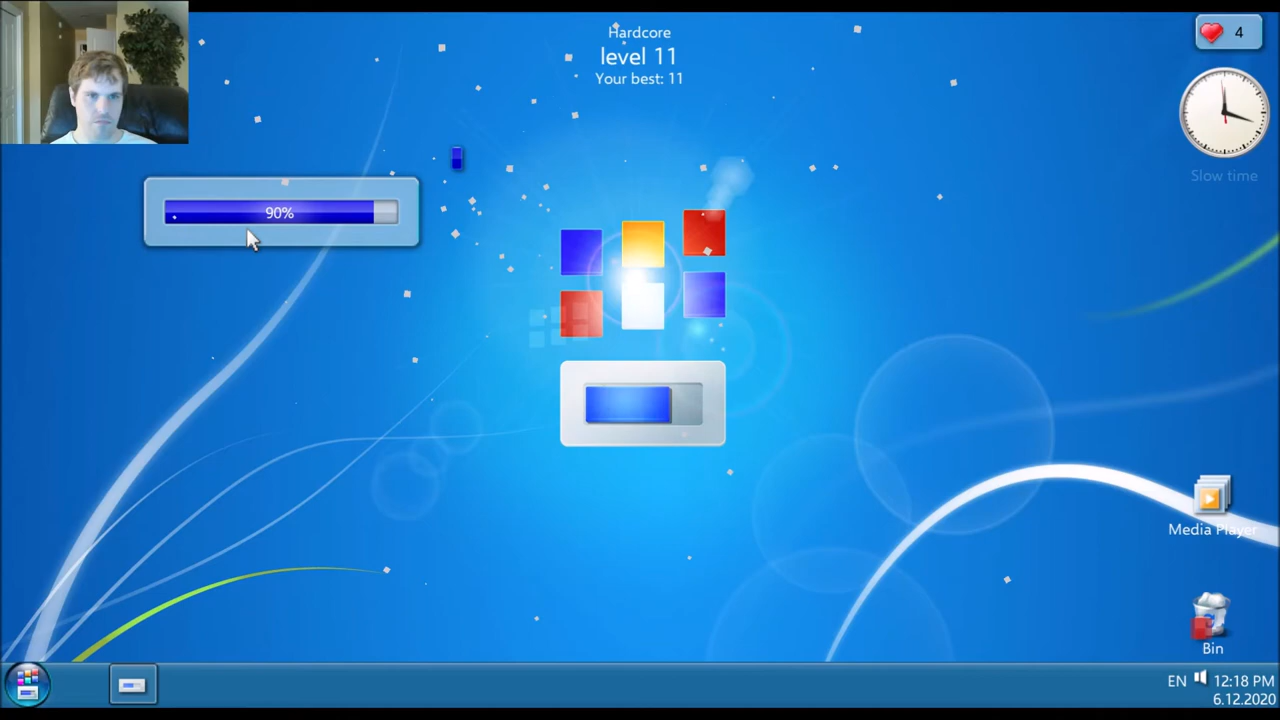 Hardcore
level 11
Your best: 11
4
Slow time
90%
Media Player
Bin
EN 12:18 PM
6.12.2020